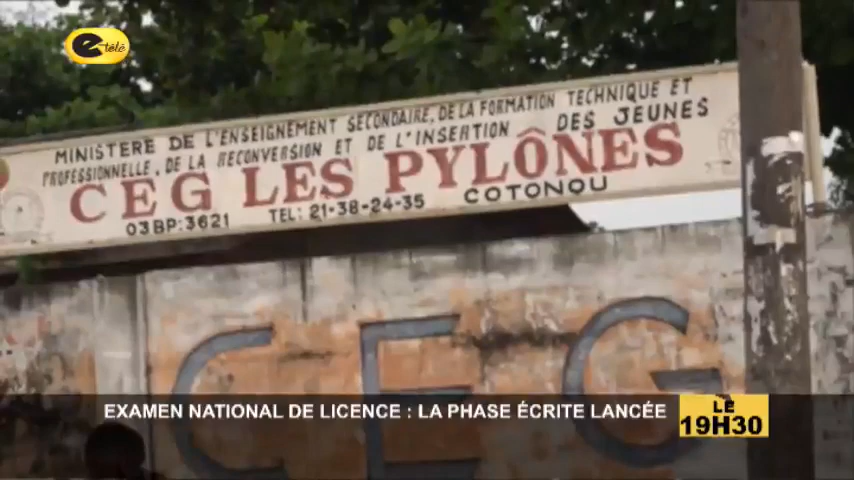 e-télé
MINISTERE DE L'ENSEIGNEMENT SECONDAIRE, DE LA FORMATION TECHNIQUE ET
PROFESSIONNELLE, DE LA RECONVERSION ET DE L'INSERTION DES JEUNES
CEG LES PYLÔNES
03BP:3621 TEL: 21-38-24-35 COTONOU
CEG
EXAMEN NATIONAL DE LICENCE : LA PHASE ÉCRITE LANCÉE
LE
19H30